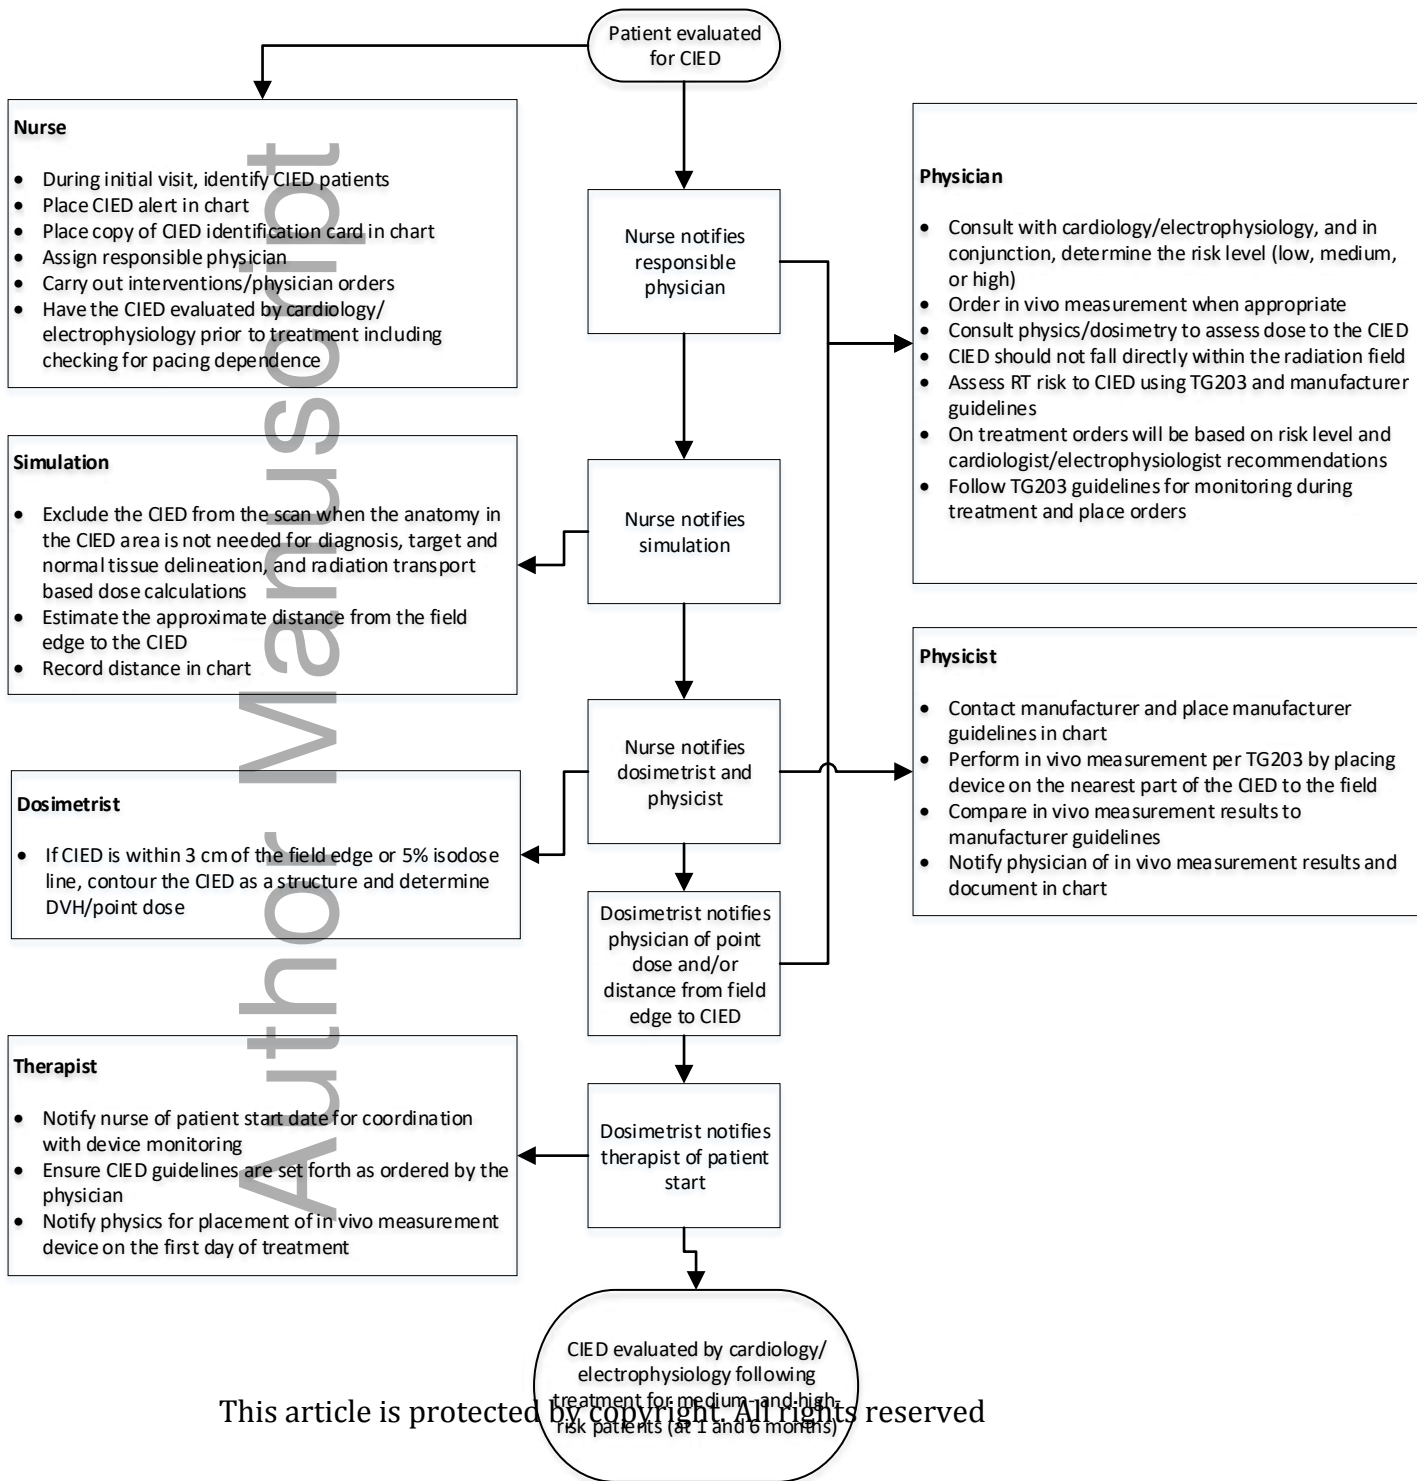 Patient evaluated
for CIED
Nurse
• During initial visit, identify CIED patients
• Place CIED alert in chart
• Place copy of CIED identification card in chart
• Assign responsible physician
• Carry out interventions/physician orders
• Have the CIED evaluated by cardiology/
electrophysiology prior to treatment including
checking for pacing dependence
Nurse notifies
responsible
physician
Physician
• Consult with cardiology/electrophysiology, and in
conjunction, determine the risk level (low, medium,
or high)
• Order in vivo measurement when appropriate
• Consult physics/dosimetry to assess dose to the CIED
• CIED should not fall directly within the radiation field
• Assess RT risk to CIED using TG203 and manufacturer
guidelines
• On treatment orders will be based on risk level and
cardiologist/electrophysiologist recommendations
• Follow TG203 guidelines for monitoring during
treatment and place orders
Simulation
• Exclude the CIED from the scan when the anatomy in
the CIED area is not needed for diagnosis, target and
normal tissue delineation, and radiation transport
based dose calculations
• Estimate the approximate distance from the field
edge to the CIED
• Record distance in chart
Nurse notifies
simulation
Physicist
• Contact manufacturer and place manufacturer
guidelines in chart
• Perform in vivo measurement per TG203 by placing
device on the nearest part of the CIED to the field
• Compare in vivo measurement results to
manufacturer guidelines
• Notify physician of in vivo measurement results and
document in chart
Nurse notifies
dosimetrist and
physicist
Dosimetrist
• If CIED is within 3 cm of the field edge or 5% isodose
line, contour the CIED as a structure and determine
DVH/point dose
Dosimetrist notifies
physician of point
dose and/or
distance from field
edge to CIED
Therapist
• Notify nurse of patient start date for coordination
with device monitoring
• Ensure CIED guidelines are set forth as ordered by the
physician
• Notify physics for placement of in vivo measurement
device on the first day of treatment
Dosimetrist notifies
therapist of patient
start
CIED evaluated by cardiology/
electrophysiology following
treatment for medium- and high-
risk patients (at 1 and 6 months)
This article is protected by copyright. All rights reserved
Author Manuscript